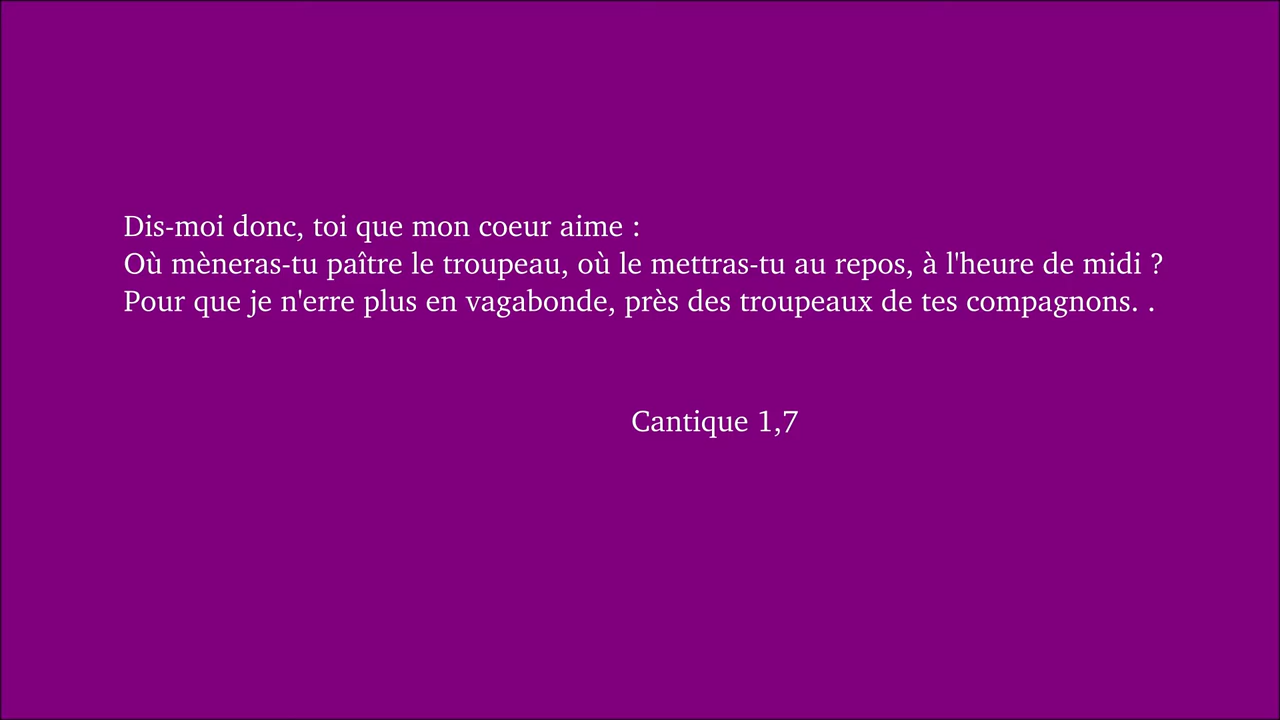 Dis-moi donc, toi que mon coeur aime :
Où mèneras-tu paître le troupeau, où le mettras-tu au repos, à l'heure de midi ?
Pour que je n'erre plus en vagabonde, près des troupeaux de tes compagnons. .
Cantique 1,7